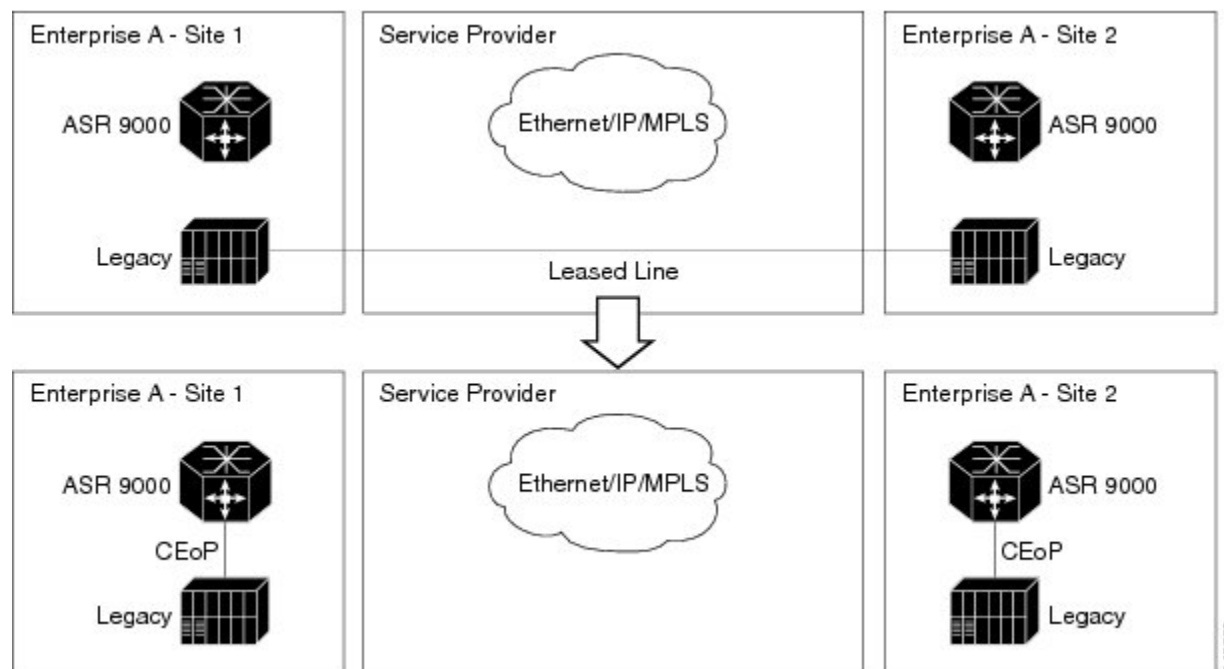 Enterprise A - Site 1
Service Provider
Enterprise A - Site 2
ASR 9000
Ethernet/IP/MPLS
ASR 9000
Legacy
Leased Line
Legacy
Enterprise A - Site 1
Service Provider
Enterprise A - Site 2
ASR 9000
Ethernet/IP/MPLS
ASR 9000
CEoP
CEoP
Legacy
Legacy